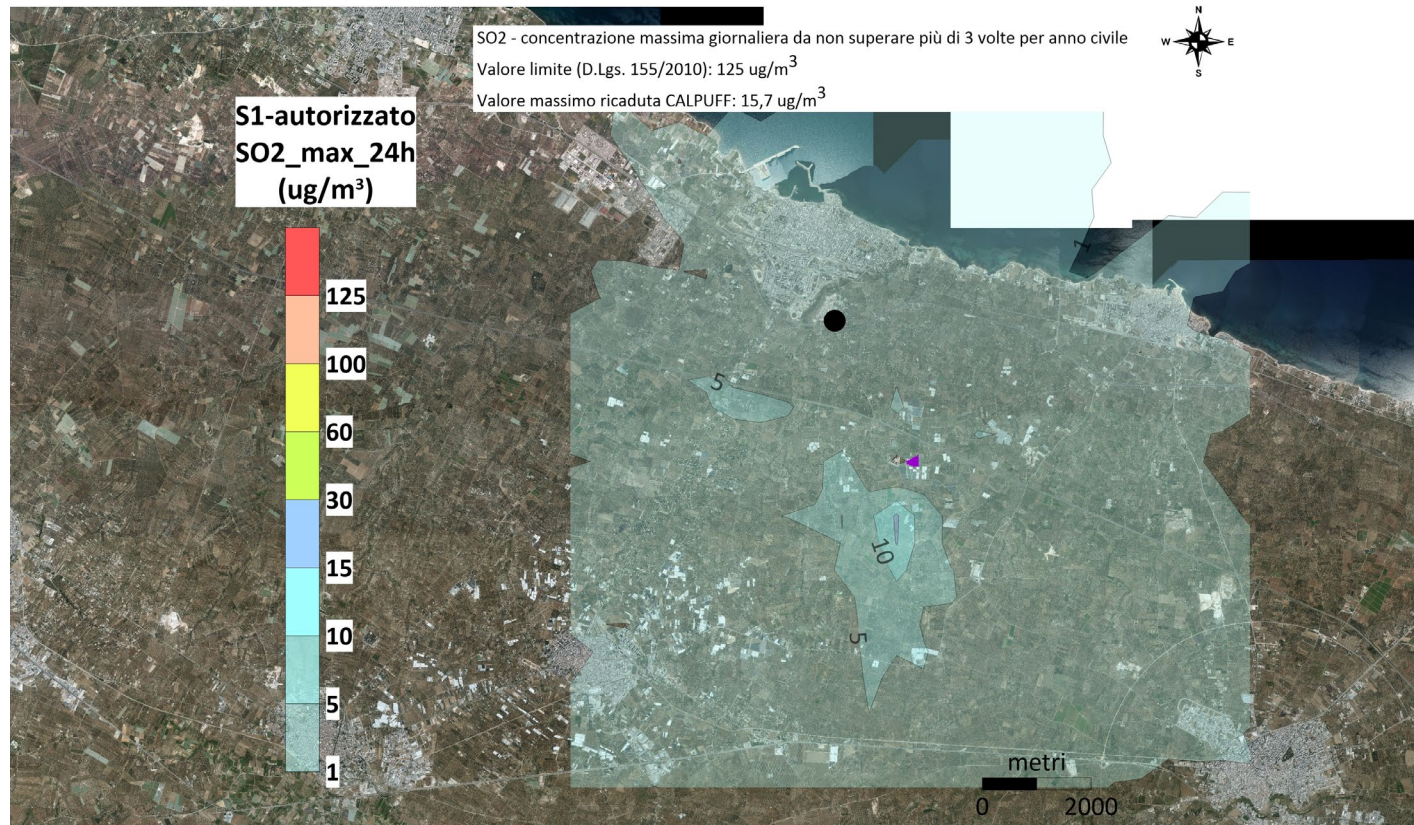 N
W E
S
SO2 - concentrazione massima giornaliera da non superare più di 3 volte per anno civile
Valore limite (D.Lgs. 155/2010): 125 ug/m³
Valore massimo ricaduta CALPUFF: 15,7 ug/m³
S1-autorizzato
SO2_max_24h
(ug/m³)
125
100
60
30
15
10
5
1
1
5
10
5
metri
0 2000